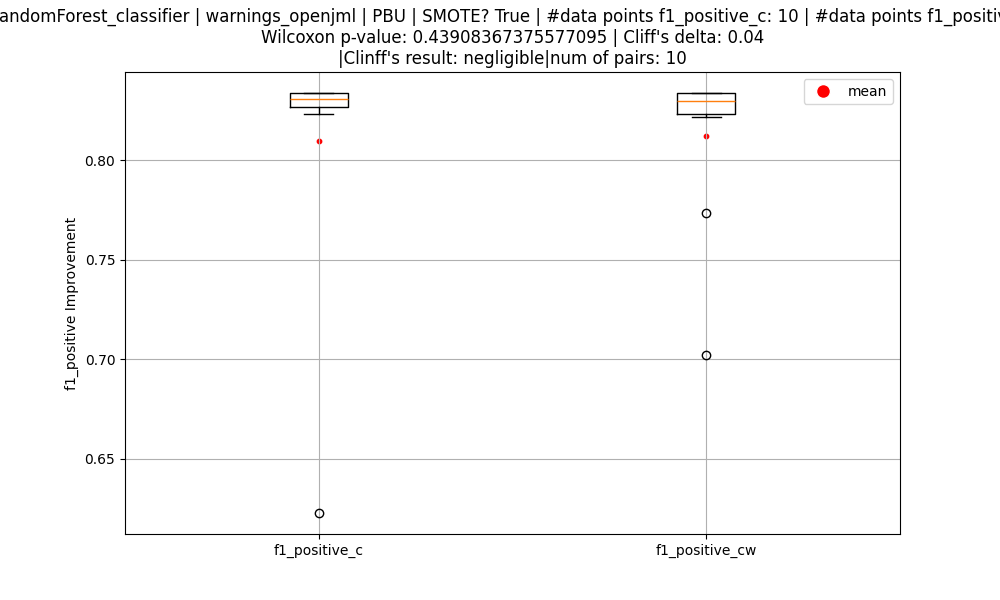 andomForest_classifier | warnings_openjml | PBU | SMOTE? True | #data points f1_positive_c: 10 | #data points f1_positiv
Wilcoxon p-value: 0.43908367375577095 | Cliff's delta: 0.04
|Clinff's result: negligible|num of pairs: 10
mean
0.80
0.75
0.70
0.65
f1_positive Improvement
f1_positive_c
f1_positive_cw